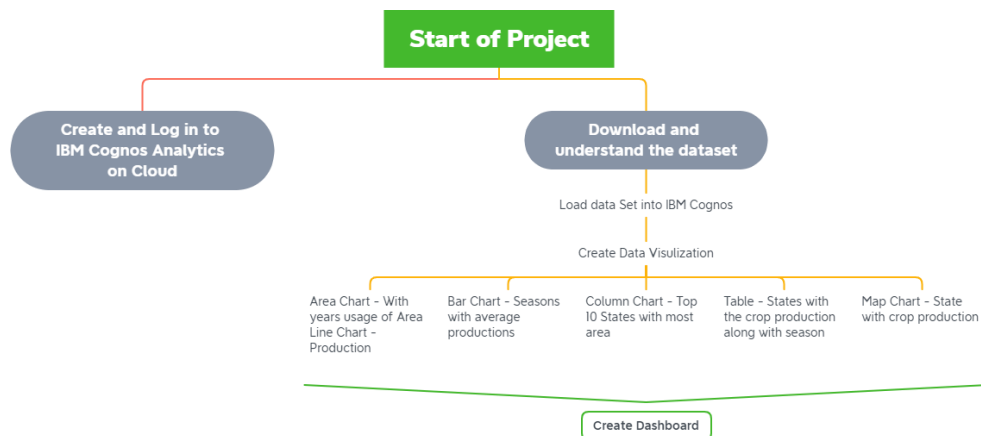 Start of Project
Create and Log in to
IBM Cognos Analytics
on Cloud
Download and
understand the dataset
Load data Set into IBM Cognos
Create Data Visulization
Area Chart - With
years usage of Area
Line Chart -
Production
Bar Chart - Seasons
with average
productions
Column Chart - Top
10 States with most
area
Table - States with
the crop production
along with season
Map Chart - State
with crop production
Create Dashboard